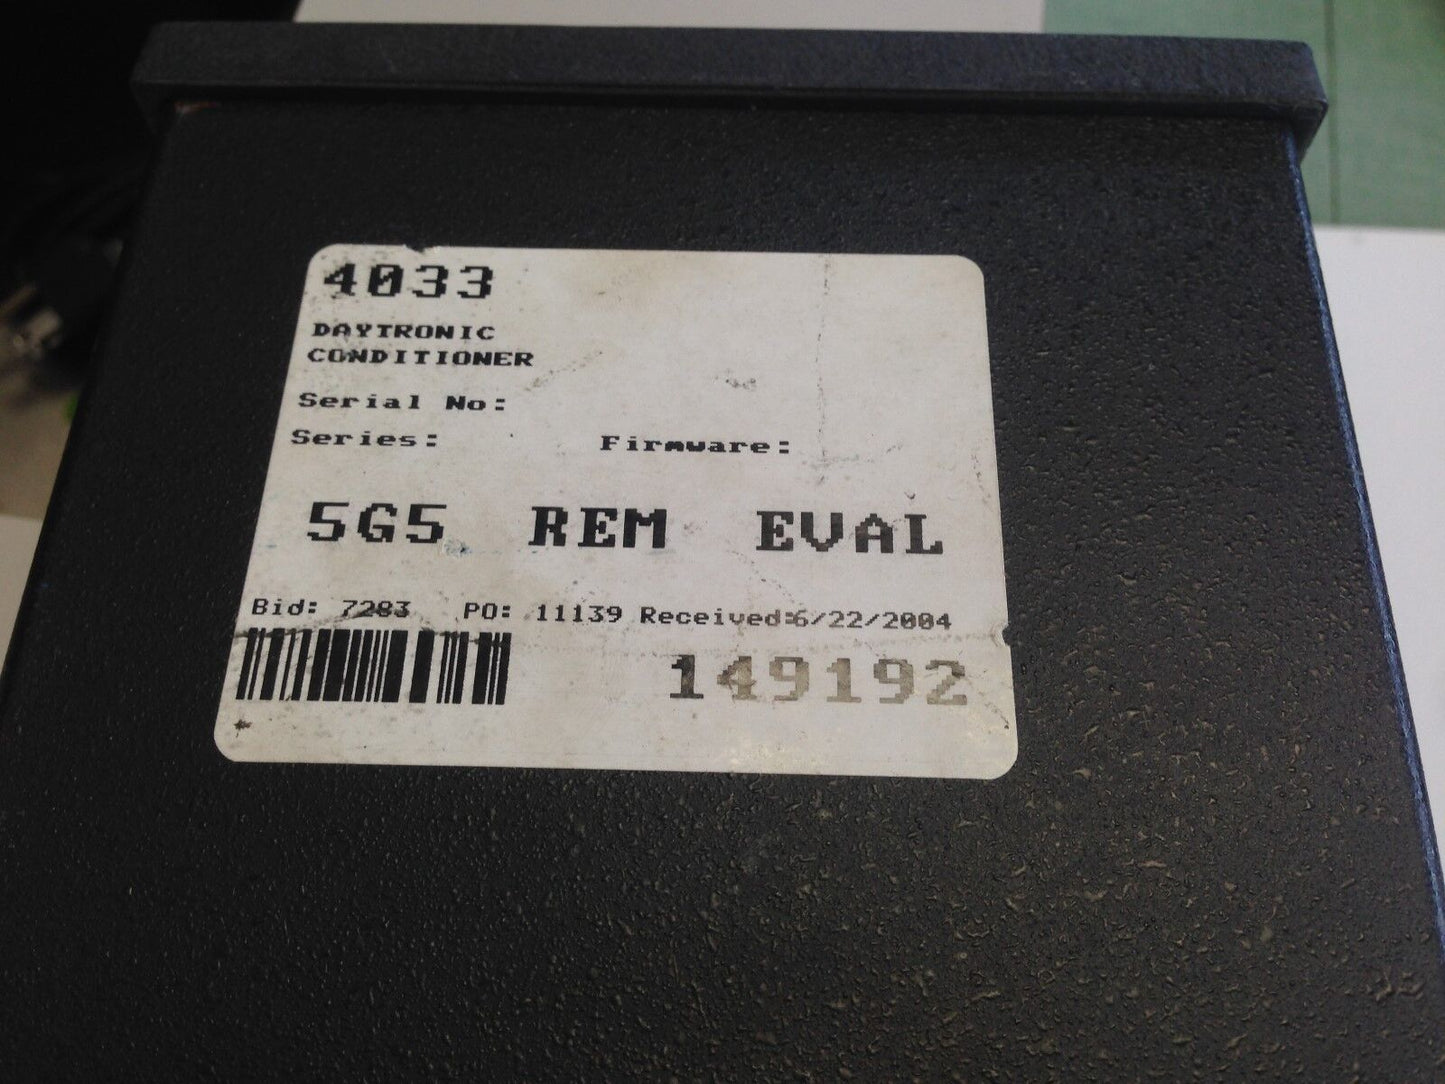 4033
DAYTRONIC
CONDITIONER
Serial No:
Series: Firmware:
5G5 REM EVAL
Bid: 7283 PO: 11139 Received:6/22/2004
149192